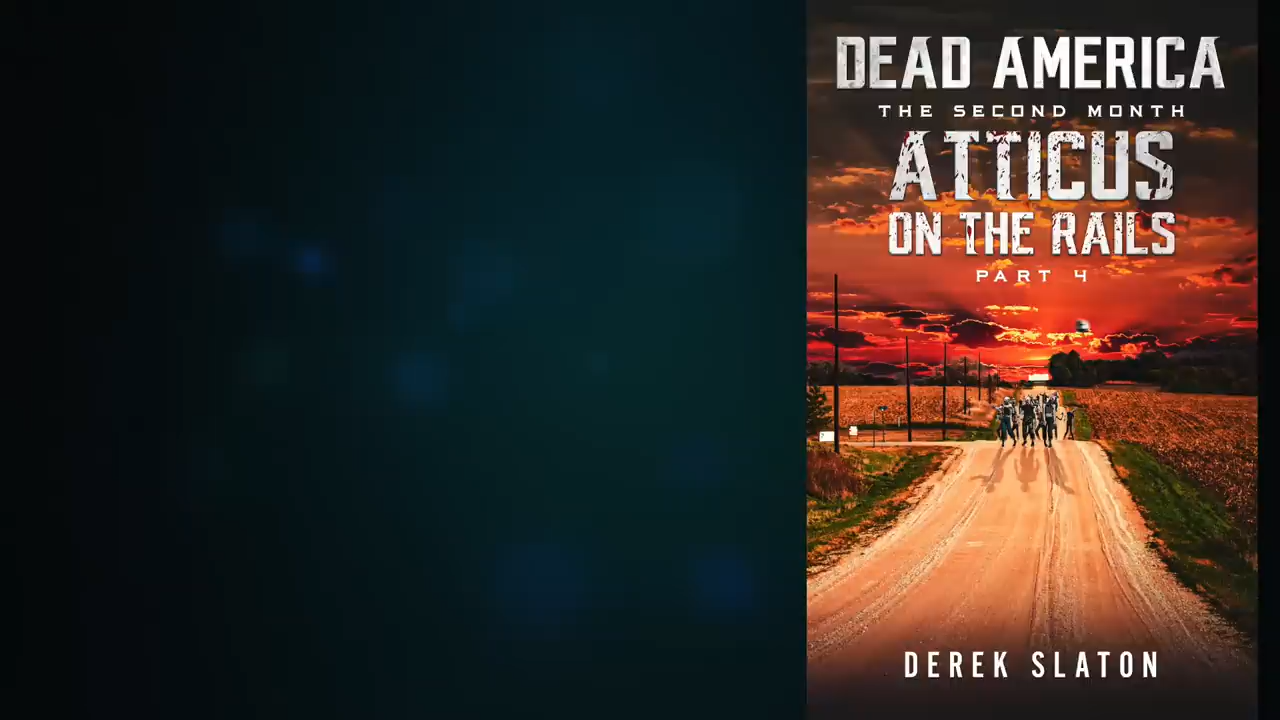 DEAD AMERICA
THE SECOND MONTH
ATTICUS
ON THE RAILS
PART 4
DEREK SLATON